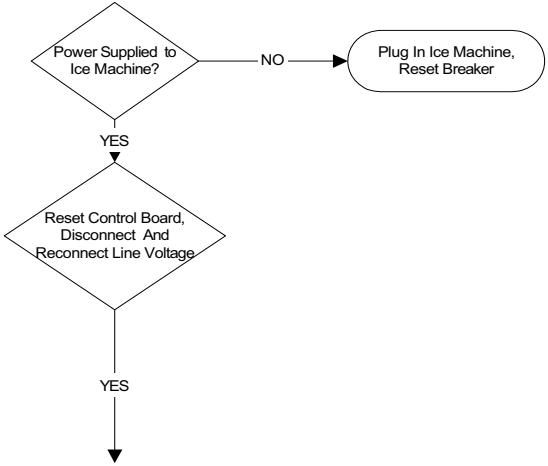 Power Supplied to
Ice Machine?
NO
Plug In Ice Machine,
Reset Breaker
YES
Reset Control Board,
Disconnect And
Reconnect Line Voltage
YES